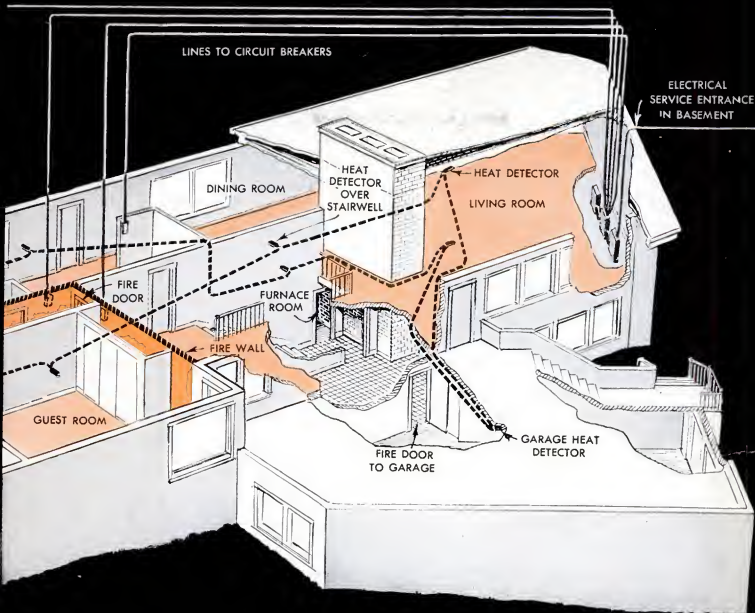 LINES TO CIRCUIT BREAKERS
ELECTRICAL
SERVICE ENTRANCE
IN BASEMENT
HEAT
DETECTOR
OVER
STAIRWELL
HEAT DETECTOR
DINING ROOM
LIVING ROOM
FIRE
DOOR
FURNACE
ROOM
FIRE WALL
GUEST ROOM
FIRE DOOR
TO GARAGE
GARAGE HEAT
DETECTOR